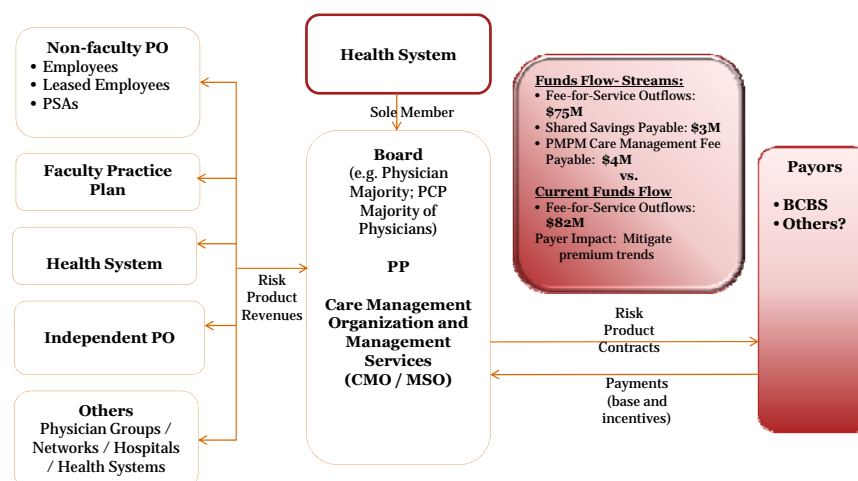 Non-faculty PO
• Employees
• Leased Employees
• PSAs
Faculty Practice
Plan
Health System
Independent PO
Others
Physician Groups /
Networks / Hospitals
/ Health Systems
Risk
Product
Revenues
Health System
Sole Member
Board
(e.g. Physician
Majority; PCP
Majority of
Physicians)
PP
Care Management
Organization and
Management
Services
(CMO / MSO)
Funds Flow- Streams:
• Fee-for-Service Outflows:
$75M
• Shared Savings Payable: $3M
• PMPM Care Management Fee
Payable: $4M
vs.
Current Funds Flow
• Fee-for-Service Outflows:
$82M
Payer Impact: Mitigate
premium trends
Risk
Product
Contracts
Payments
(base and
incentives)
Payors
• BCBS
• Others?